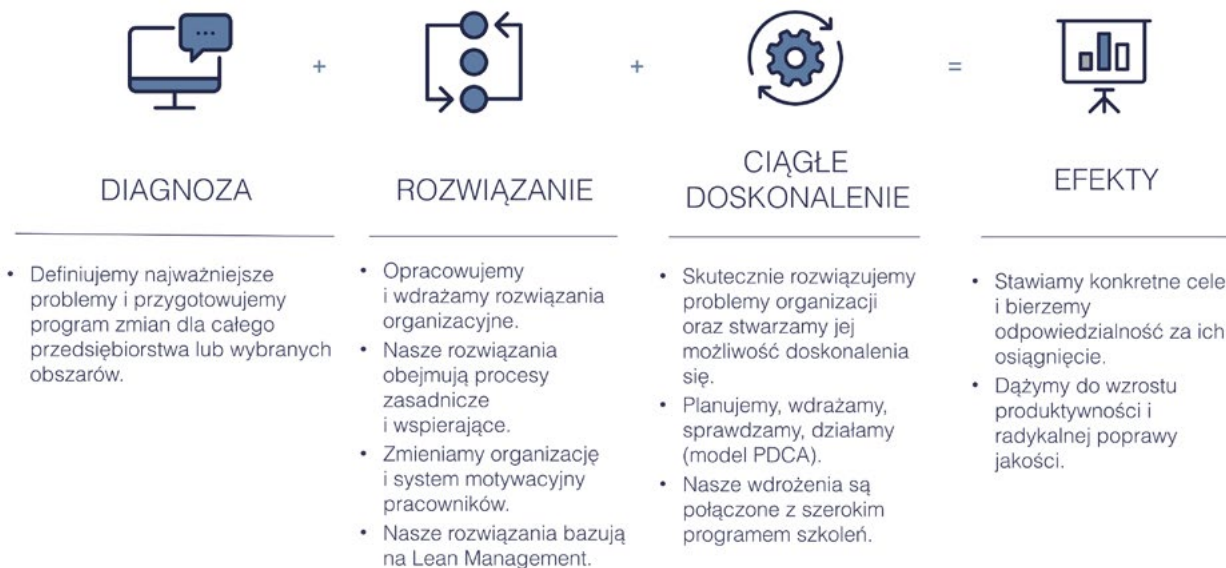 +
+
=
DIAGNOZA
• Definiujemy najważniejsze
problemy i przygotowujemy
program zmian dla całego
przedsiębiorstwa lub wybranych
obszarów.
ROZWIĄZANIE
• Opracowujemy
i wdrażamy rozwiązania
organizacyjne.
• Nasze rozwiązania
obejmują procesy
zasadnicze
i wspierające.
• Zmieniamy organizację
i system motywacyjny
pracowników.
• Nasze rozwiązania bazują
na Lean Management.
CIĄGŁE
DOSKONALENIE
• Skutecznie rozwiązujemy
problemy organizacji
oraz stwarzamy jej
możliwość doskonalenia
się.
• Planujemy, wdrażamy,
sprawdzamy, działamy
(model PDCA).
• Nasze wdrożenia są
połączone z szerokim
programem szkoleń.
EFEKTY
• Stawiamy konkretne cele
i bierzemy
odpowiedzialność za ich
osiągnięcie.
• Dążymy do wzrostu
produktywności i
radykalnej poprawy
jakości.